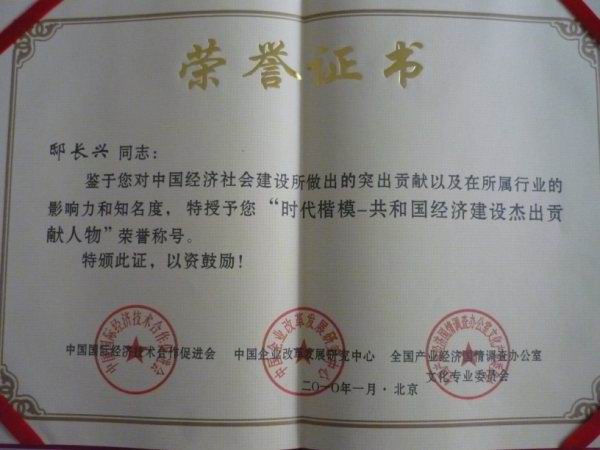 荣誉证书
邸长兴 同志：
鉴于您对中国经济社会建设所做出的突出贡献以及在所属行业的
影响力和知名度，特授予您“时代楷模-共和国经济建设杰出贡
献人物”荣誉称号。
特颁此证，以资鼓励！
中国国际经济技术合作促进会 中国企业改革发展研究中心 全国产业经济国情调查办公室
文化专业委员会
二〇一〇年一月·北京